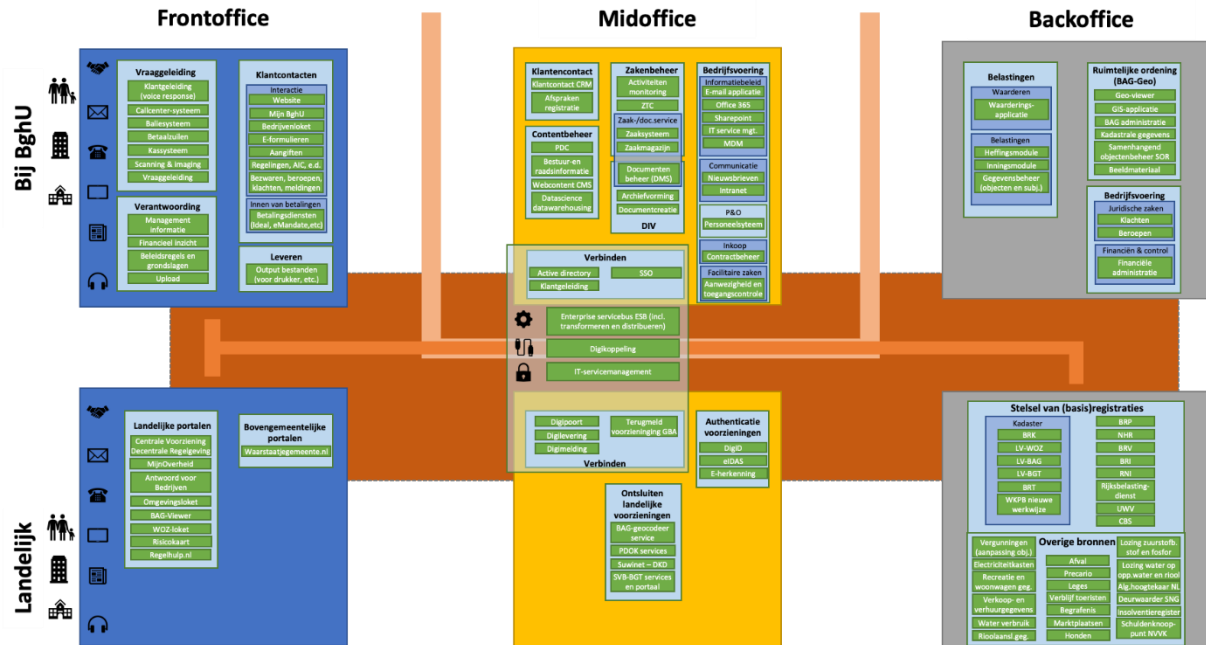 Frontoffice
Midoffice
Backoffice
Bij BghU
Vraaggeleiding
Klantgeleiding
(voice response)
Callcenter-systeem
Baliesysteem
Betaalzuilen
Kassysteem
Scanning & imaging
Vraaggeleiding
Verantwoording
Management
informatie
Financieel inzicht
Beleidsregels en
grondslagen
Upload
Klantcontacten
Interactie
Website
Mijn BghU
Bedrijvenloket
E-formulieren
Aangiften
Regelingen, AIC, e.d.
Bezwaren, beroepen,
klachten, meldingen
Innen van betalingen
Betalingsdiensten
(Ideal, eMandate,etc)
Leveren
Output bestanden
(voor drukker, etc.)
Klantencontact
Klantcontact CRM
Afspraken
registratie
Contentbeheer
PDC
Bestuur-en
raadsinformatie
Webcontent CMS
Datascience
datawarehousing
Zakenbeheer
Activiteiten
monitoring
ZTC
Zaak-/doc.service
Zaaksysteem
Zaakmagazijn
Documenten
beheer (DMS)
Archiefvorming
Documentcreatie
DIV
Bedrijfsvoering
Informatiebeleid
E-mail applicatie
Office 365
Sharepoint
IT service mgt.
MDM
Communicatie
Nieuwsbrieven
Intranet
P&O
Personeelsyteem
Inkoop
Contractbeheer
Facilitaire zaken
Aanwezigheid en
toegangscontrole
Verbinden
Active directory
SSO
Klantgeleiding
Enterprise servicebus ESB (incl.
transformeren en distribueren)
Digikoppeling
IT-servicemanagement
Belastingen
Waarderen
Waarderings-
applicatie
Belastingen
Heffingsmodule
Inningsmodule
Gegevensbeheer
(objecten en subj.)
Ruimtelijke ordening
(BAG-Geo)
Geo-viewer
GIS-applicatie
BAG administratie
Kadastrale gegevens
Samenhangend
objectenbeheer SOR
Beeldmateriaal
Bedrijfsvoering
Juridische zaken
Klachten
Beroepen
Financiën & control
Financiële
administratie
Landelijk
Landelijke portalen
Centrale Voorziening
Decentrale Regelgeving
MijnOverheid
Antwoord voor
Bedrijven
Omgevingsloket
BAG-Viewer
WOZ-loket
Risicokaart
Regelhulp.nl
Bovengemeentelijke
portalen
Waarstaatjegemeente.nl
Digipoort
Digilevering
Digimelding
Terugmeld
voorzieninging GBA
Verbinden
Authenticatie
voorzieningen
DigiD
eIDAS
E-herkenning
Ontsluiten
landelijke
voorzieningen
BAG-geocodeer
service
PDOK services
Suwinet – DKD
SVB-BGT services
en portaal
Stelsel van (basis)registraties
Kadaster
BRK
LV-WOZ
LV-BAG
LV-BGT
BRT
WKPB nieuwe
werkwijze
BRP
NHR
BRV
BRI
RNI
Rijksbelasting-
dienst
UWV
CBS
Overige bronnen
Vergunningen
(aanpassing obj.)
Electriciteitkasten
Recreatie en
woonwagen geg.
Verkoop- en
verhuurgegevens
Water verbruik
Rioolaansl.geg.
Afval
Precario
Leges
Verblijf toeristen
Begrafenis
Marktplaatsen
Honden
Lozing zuurstofb.
stof en fosfor
Lozing water op
opp.water en riool
Alg.hoogtekaar NL
Deurwaarder SNG
Insolventieregister
Schuldenknoop-
punt NVVK